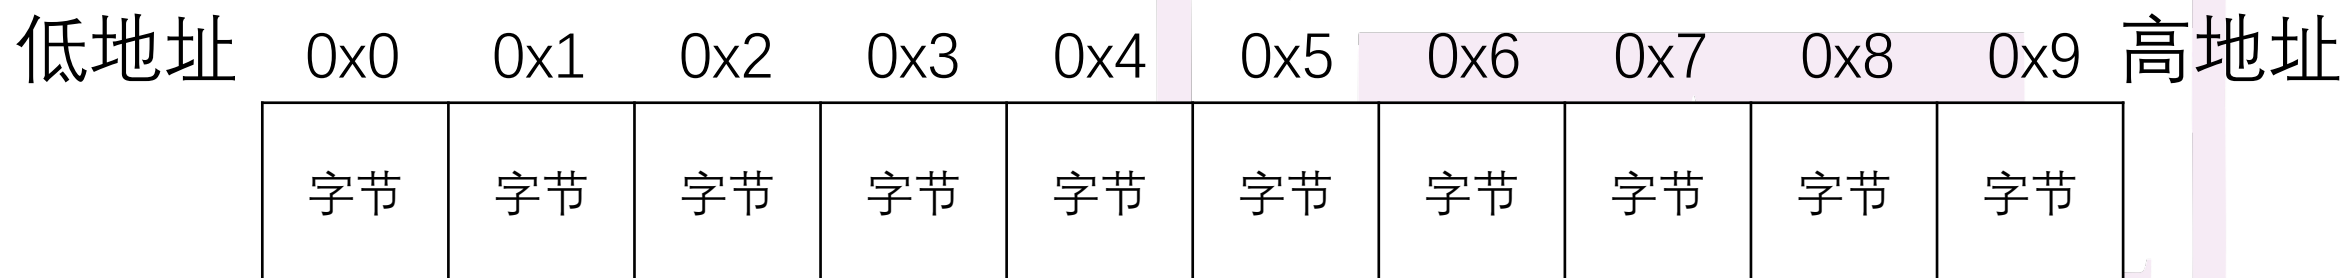 低地址 0x0 0x1 0x2 0x3 0x4 0x5 0x6 0x7 0x8 0x9 高地址
字节 字节 字节 字节 字节 字节 字节 字节 字节 字节